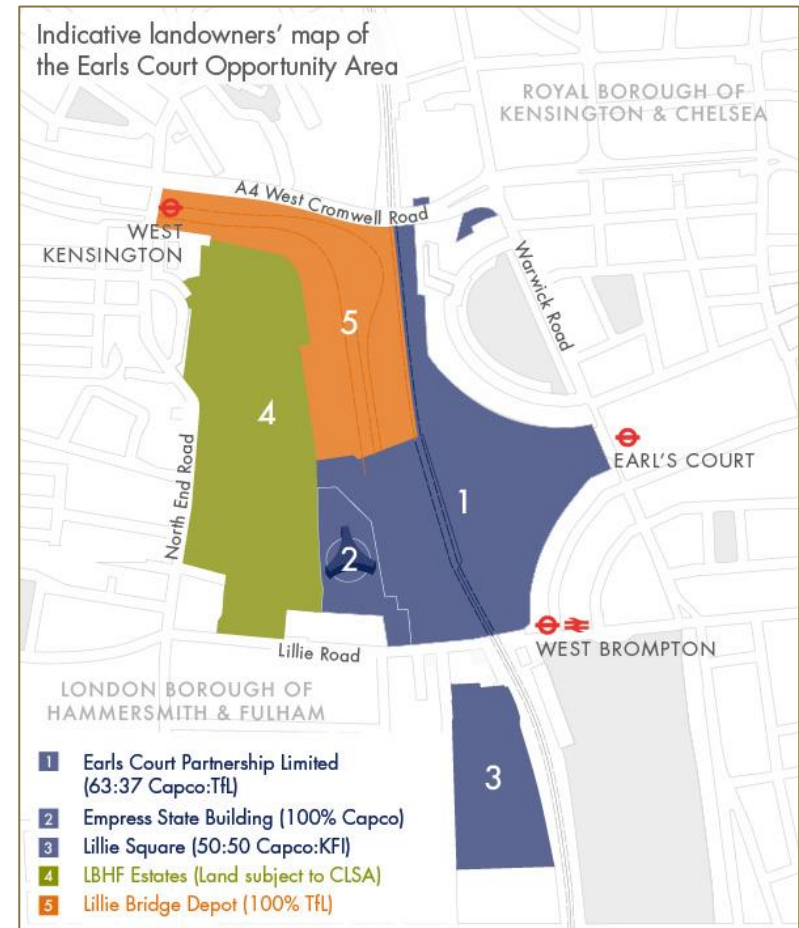 Indicative landowners' map of
the Earls Court Opportunity Area
ROYAL BOROUGH OF
KENSINGTON & CHELSEA
A4 West Cromwell Road
WEST
KENSINGTON
Warwick Road
5
4
EARL'S COURT
North End Road
1
2
WEST BROMPTON
Lillie Road
LONDON BOROUGH OF
HAMMERSMITH & FULHAM
3
1 Earls Court Partnership Limited
(63:37 Capco:TfL)
2 Empress State Building (100% Capco)
3 Lillie Square (50:50 Capco:KFI)
4 LBHF Estates (Land subject to CLSA)
5 Lillie Bridge Depot (100% TfL)